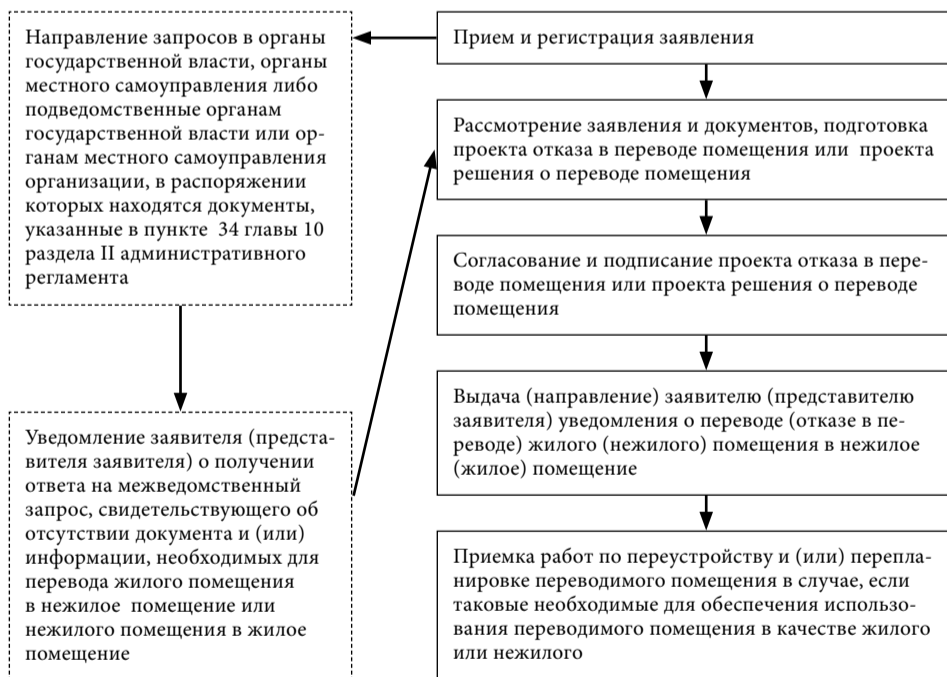 Направление запросов в органы
государственной власти, органы
местного самоуправления либо
подведомственные органам
государственной власти или ор-
ганам местного самоуправления
организации, в распоряжении
которых находятся документы,
указанные в пункте 34 главы 10
раздела II административного
регламента
Уведомление заявителя (предста-
вителя заявителя) о получении
ответа на межведомственный
запрос, свидетельствующего об
отсутствии документа и (или)
информации, необходимых для
перевода жилого помещения
в нежилое помещение или
нежилого помещения в жилое
помещение
Прием и регистрация заявления
Рассмотрение заявления и документов, подготовка
проекта отказа в переводе помещения или проекта
решения о переводе помещения
Согласование и подписание проекта отказа в пере-
воде помещения или проекта решения о переводе
помещения
Выдача (направление) заявителю (представителю
заявителя) уведомления о переводе (отказе в пе-
реводе) жилого (нежилого) помещения в нежилое
(жилое) помещение
Приемка работ по переустройству и (или) перепла-
нировке переводимого помещения в случае, если
таковые необходимые для обеспечения использо-
вания переводимого помещения в качестве жилого
или нежилого